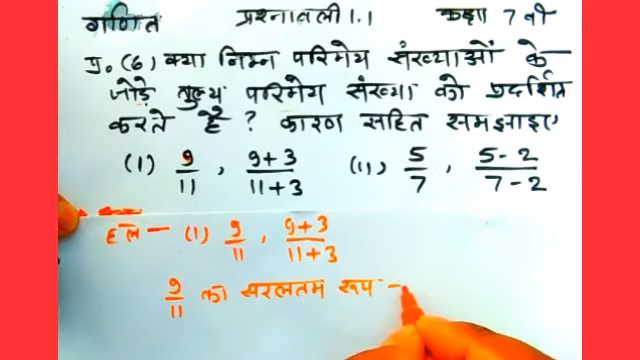 गणित प्रश्नावली 1.1 कक्षा 7 वी
प्र. (6) क्या निम्न परिमेय संख्याओं के
जोड़े तुल्य परिमेय संख्या को प्रदर्शित
करते है ? कारण सहित समझाइए
(1) 9/11 , 9+3/11+3 (11) 5/7 , 5-2/7-2
हल - (1) 9/11 , 9+3/11+3
9/11 का सरलतम रूप -